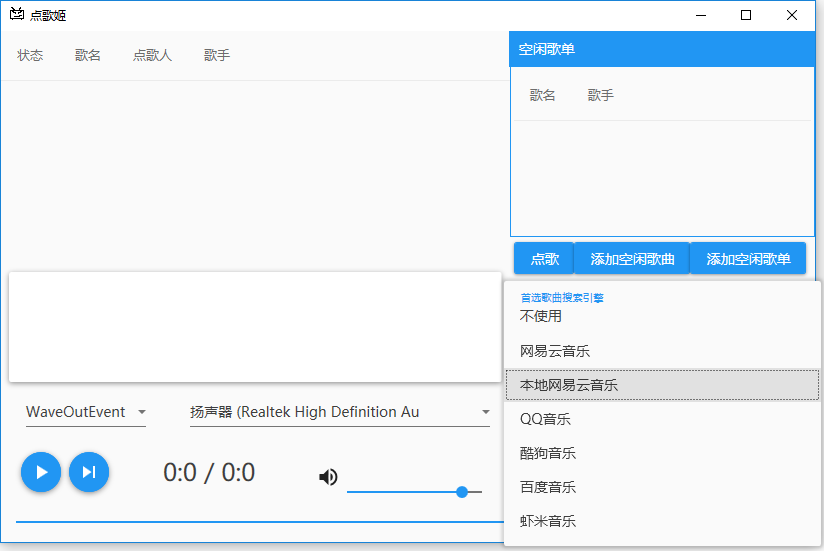 点歌姬
状态 歌名 点歌人 歌手
空闲歌单
歌名 歌手
点歌 添加空闲歌曲 添加空闲歌单
首选歌曲搜索引擎
不使用
网易云音乐
本地网易云音乐
QQ音乐
酷狗音乐
百度音乐
虾米音乐
WaveOutEvent 扬声器 (Realtek High Definition Au
0:0 / 0:0